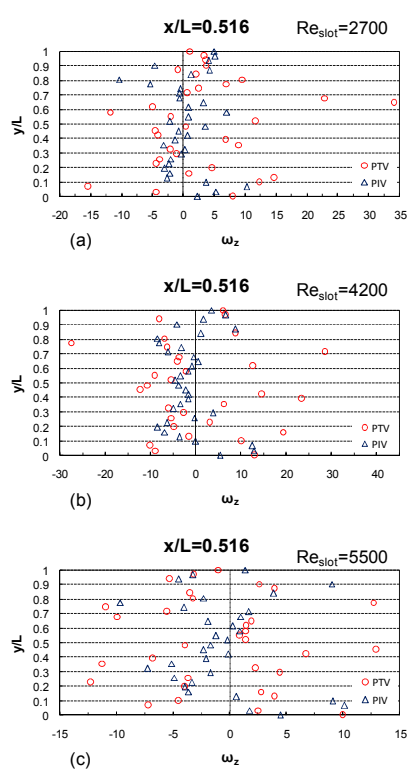 x/L=0.516 Re_slot=2700
1
0.9
0.8
0.7
0.6
0.5
0.4
0.3
0.2
0.1
0
y/L
PTV
PIV
-20 -15 -10 -5 0 5 10 15 20 25 30 35
(a) ω_z
x/L=0.516 Re_slot=4200
1
0.9
0.8
0.7
0.6
0.5
0.4
0.3
0.2
0.1
0
y/L
PTV
PIV
-30 -20 -10 0 10 20 30 40
(b) ω_z
x/L=0.516 Re_slot=5500
1
0.9
0.8
0.7
0.6
0.5
0.4
0.3
0.2
0.1
0
y/L
PTV
PIV
-15 -10 -5 0 5 10 15
(c) ω_z